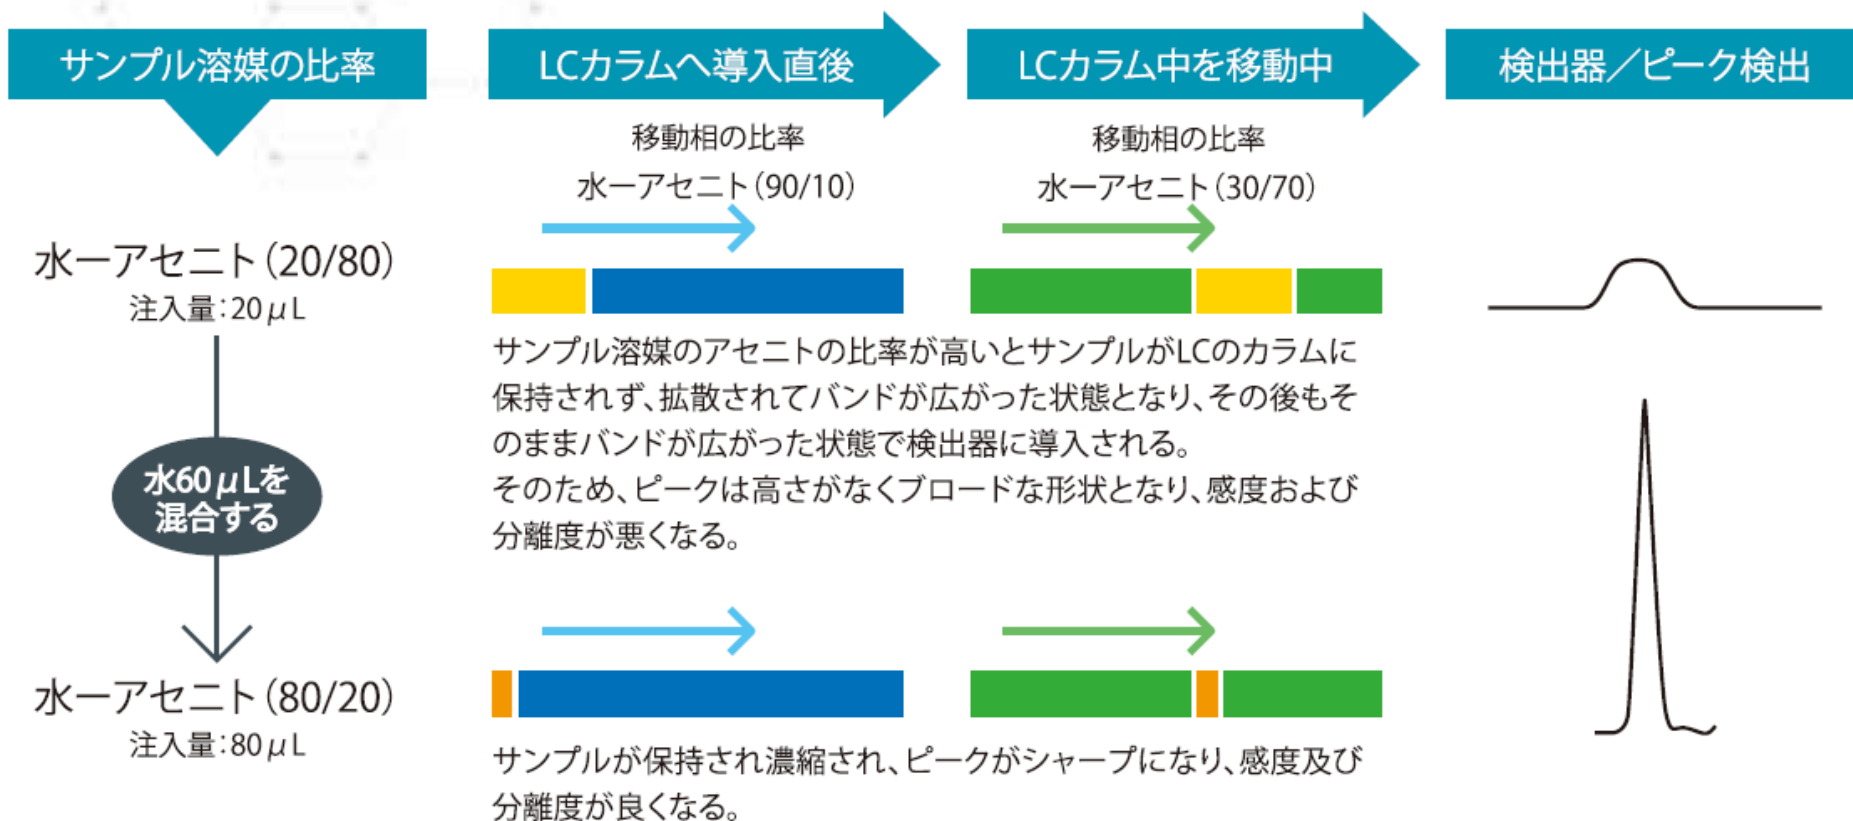 サンプル溶媒の比率
LCカラムへ導入直後
LCカラム中を移動中
検出器／ピーク検出
移動相の比率
水ーアセニト（90/10）
移動相の比率
水ーアセニト（30/70）
水ーアセニト（20/80）
注入量：20μL
サンプル溶媒のアセニトの比率が高いとサンプルがLCのカラムに
保持されず、拡散されてバンドが広がった状態となり、その後もそ
のままバンドが広がった状態で検出器に導入される。
そのため、ピークは高さがなくブロードな形状となり、感度および
分離度が悪くなる。
水60μLを
混合する
水ーアセニト（80/20）
注入量：80μL
サンプルが保持され濃縮され、ピークがシャープになり、感度及び
分離度が良くなる。